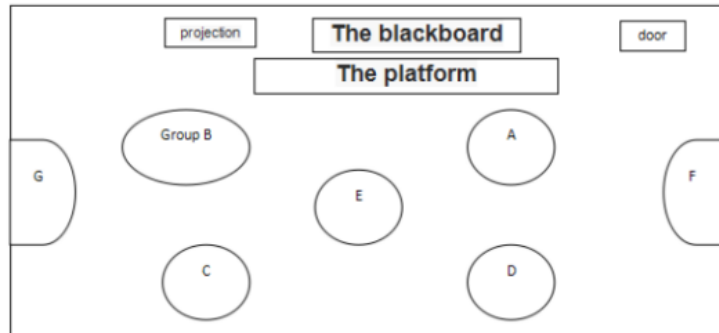 projection
The blackboard
door
The platform
Group B
A
G
F
E
C
D